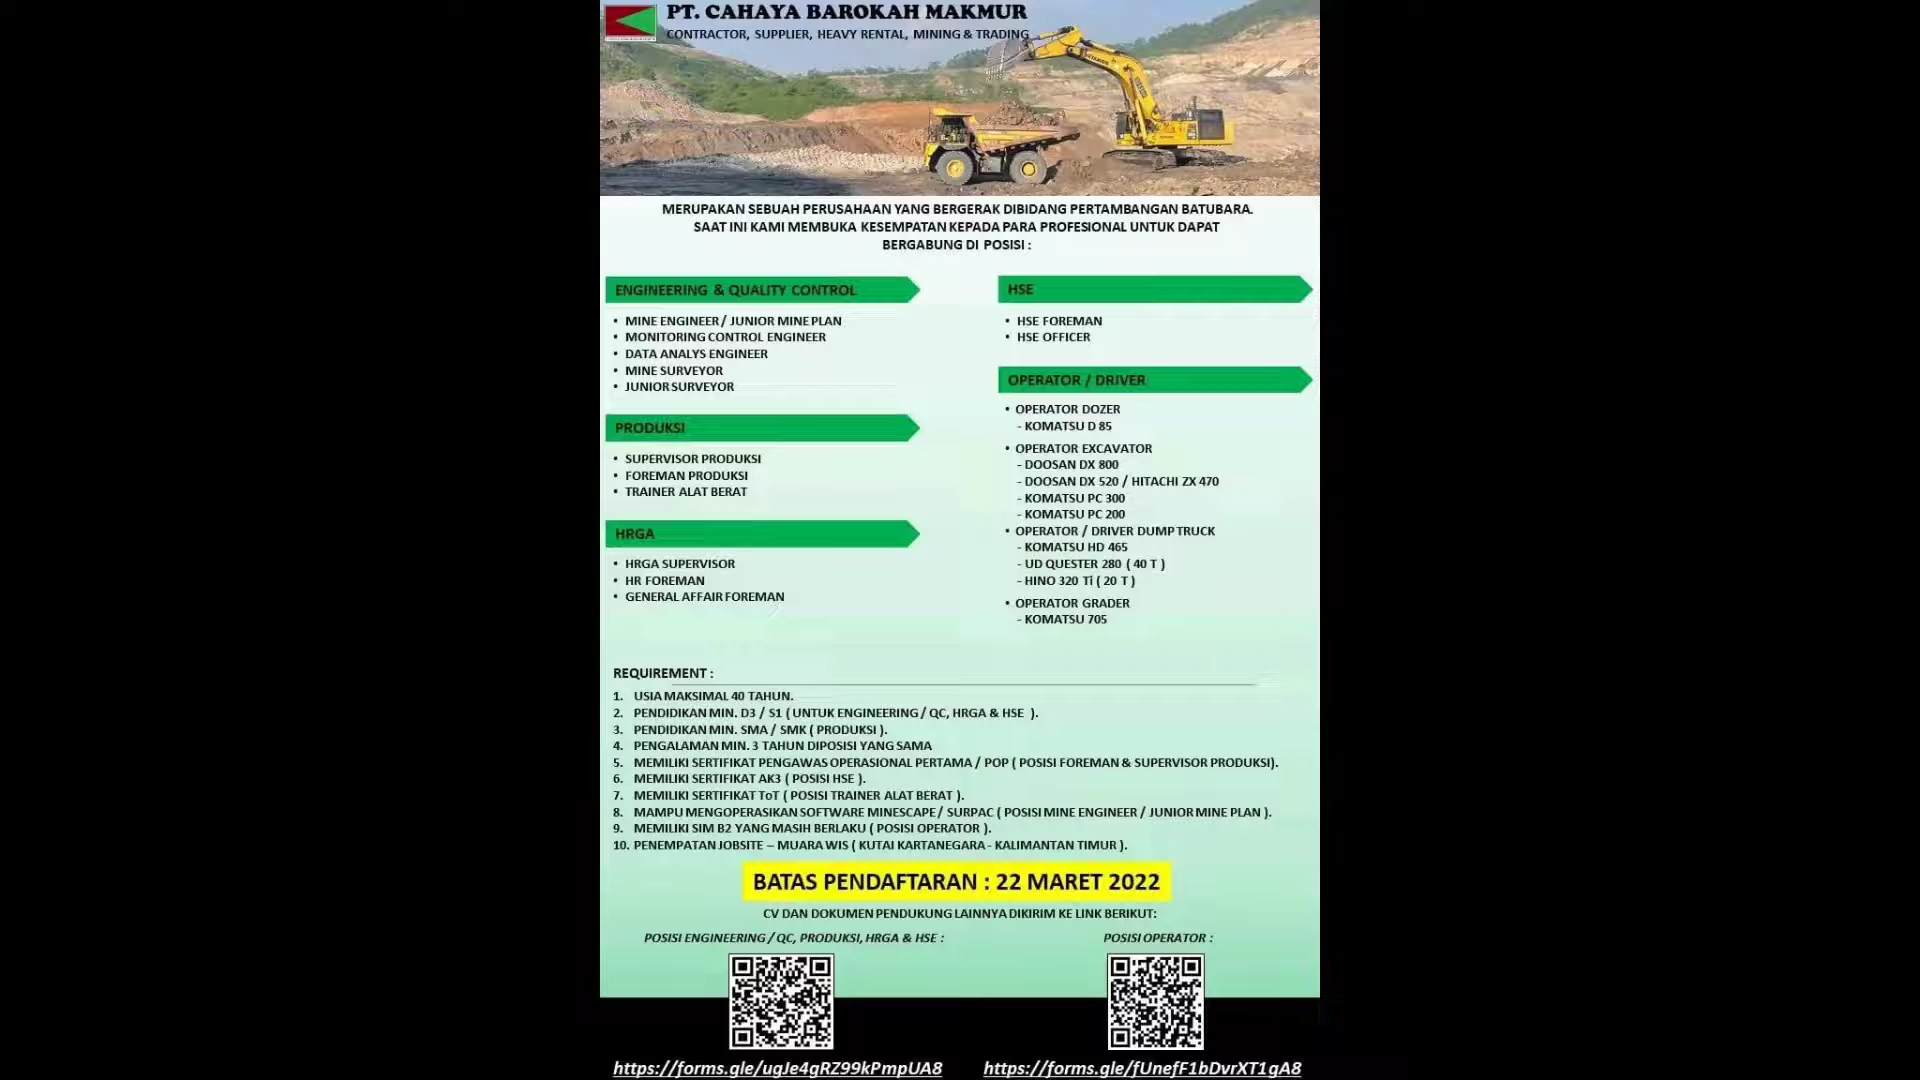 PT. CAHAYA BAROKAH MAKMUR
CONTRACTOR, SUPPLIER, HEAVY RENTAL, MINING & TRADING
MERUPAKAN SEBUAH PERUSAHAAN YANG BERGERAK DIBIDANG PERTAMBANGAN BATUBARA.
SAAT INI KAMI MEMBUKA KESEMPATAN KEPADA PARA PROFESIONAL UNTUK DAPAT
BERGABUNG DI POSISI :
ENGINEERING & QUALITY CONTROL
• MINE ENGINEER / JUNIOR MINE PLAN
• MONITORING CONTROL ENGINEER
• DATA ANALYS ENGINEER
• MINE SURVEYOR
• JUNIOR SURVEYOR
PRODUKSI
• SUPERVISOR PRODUKSI
• FOREMAN PRODUKSI
• TRAINER ALAT BERAT
HRGA
• HRGA SUPERVISOR
• HR FOREMAN
• GENERAL AFFAIR FOREMAN
HSE
• HSE FOREMAN
• HSE OFFICER
OPERATOR / DRIVER
• OPERATOR DOZER
- KOMATSU D 85
• OPERATOR EXCAVATOR
- DOOSAN DX 800
- DOOSAN DX 520 / HITACHI ZX 470
- KOMATSU PC 300
- KOMATSU PC 200
• OPERATOR / DRIVER DUMP TRUCK
- KOMATSU HD 465
- UD QUESTER 280 ( 40 T )
- HINO 320 Ti ( 20 T )
• OPERATOR GRADER
- KOMATSU 705
REQUIREMENT :
1. USIA MAKSIMAL 40 TAHUN.
2. PENDIDIKAN MIN. D3 / S1 ( UNTUK ENGINEERING / QC, HRGA & HSE ).
3. PENDIDIKAN MIN. SMA / SMK ( PRODUKSI ).
4. PENGALAMAN MIN. 3 TAHUN DIPOSISI YANG SAMA
5. MEMILIKI SERTIFIKAT PENGAWAS OPERASIONAL PERTAMA / POP ( POSISI FOREMAN & SUPERVISOR PRODUKSI).
6. MEMILIKI SERTIFIKAT AK3 ( POSISI HSE ).
7. MEMILIKI SERTIFIKAT ToT ( POSISI TRAINER ALAT BERAT ).
8. MAMPU MENGOPERASIKAN SOFTWARE MINESCAPE / SURPAC ( POSISI MINE ENGINEER / JUNIOR MINE PLAN ).
9. MEMILIKI SIM B2 YANG MASIH BERLAKU ( POSISI OPERATOR ).
10. PENEMPATAN JOBSITE – MUARA WIS ( KUTAI KARTANEGARA - KALIMANTAN TIMUR ).
BATAS PENDAFTARAN : 22 MARET 2022
CV DAN DOKUMEN PENDUKUNG LAINNYA DIKIRIM KE LINK BERIKUT:
POSISI ENGINEERING / QC, PRODUKSI, HRGA & HSE :
POSISI OPERATOR :
https://forms.gle/ugJe4gRZ99kPmpUA8
https://forms.gle/fUnefF1bDvrXT1gA8